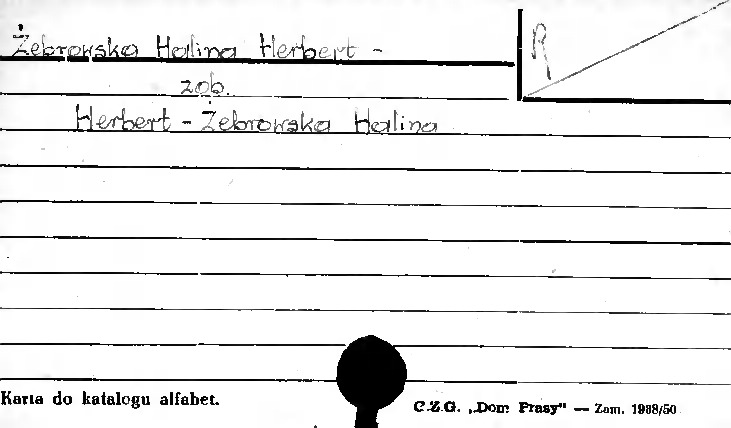 Żebrowska Halina Herbert -
R
zob.
Herbert - Żebrowska Halina
Karta do katalogu alfabet.
C.Z.G. „Dom Prasy" — Zam. 1988/50